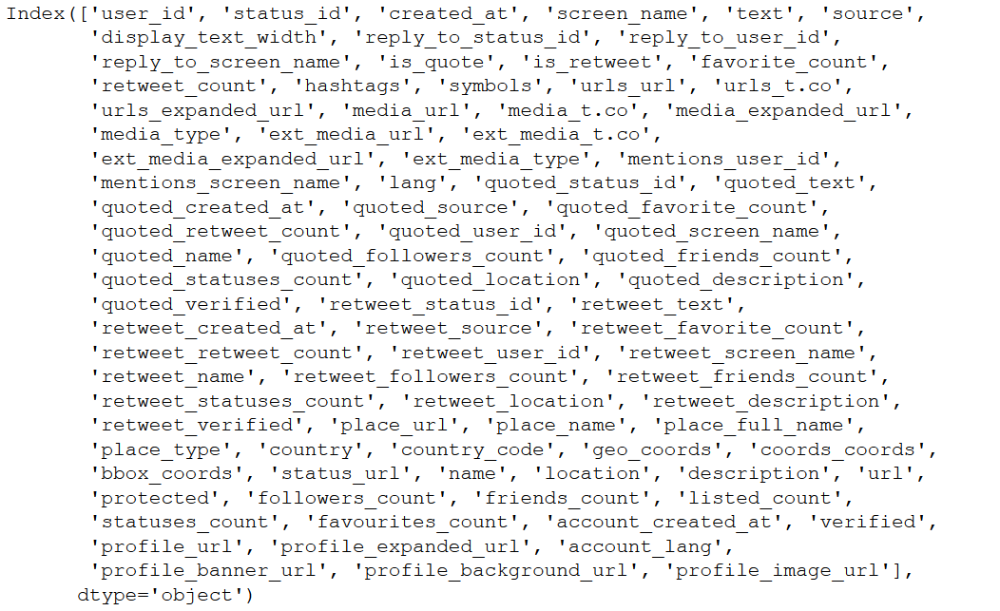 Index(['user_id', 'status_id', 'created_at', 'screen_name', 'text', 'source',
'display_text_width', 'reply_to_status_id', 'reply_to_user_id',
'reply_to_screen_name', 'is_quote', 'is_retweet', 'favorite_count',
'retweet_count', 'hashtags', 'symbols', 'urls_url', 'urls_t.co',
'urls_expanded_url', 'media_url', 'media_t.co', 'media_expanded_url',
'media_type', 'ext_media_url', 'ext_media_t.co',
'ext_media_expanded_url', 'ext_media_type', 'mentions_user_id',
'mentions_screen_name', 'lang', 'quoted_status_id', 'quoted_text',
'quoted_created_at', 'quoted_source', 'quoted_favorite_count',
'quoted_retweet_count', 'quoted_user_id', 'quoted_screen_name',
'quoted_name', 'quoted_followers_count', 'quoted_friends_count',
'quoted_statuses_count', 'quoted_location', 'quoted_description',
'quoted_verified', 'retweet_status_id', 'retweet_text',
'retweet_created_at', 'retweet_source', 'retweet_favorite_count',
'retweet_retweet_count', 'retweet_user_id', 'retweet_screen_name',
'retweet_name', 'retweet_followers_count', 'retweet_friends_count',
'retweet_statuses_count', 'retweet_location', 'retweet_description',
'retweet_verified', 'place_url', 'place_name', 'place_full_name',
'place_type', 'country', 'country_code', 'geo_coords', 'coords_coords',
'bbox_coords', 'status_url', 'name', 'location', 'description', 'url',
'protected', 'followers_count', 'friends_count', 'listed_count',
'statuses_count', 'favourites_count', 'account_created_at', 'verified',
'profile_url', 'profile_expanded_url', 'account_lang',
'profile_banner_url', 'profile_background_url', 'profile_image_url'],
dtype='object')